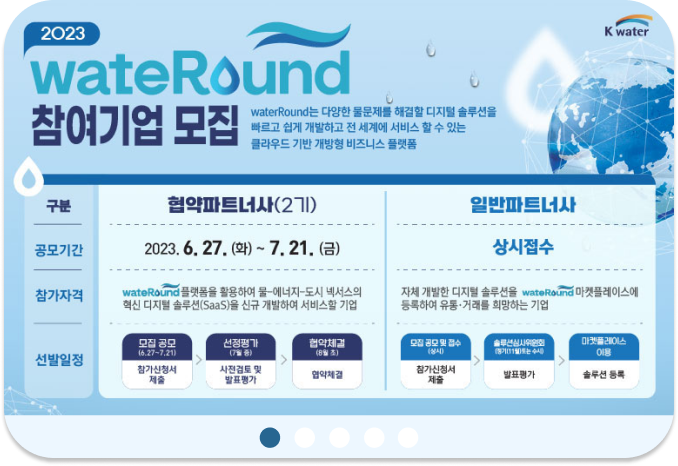 2023
K water
wateRound
참여기업 모집
waterRound는 다양한 물문제를 해결할 디지털 솔루션을
빠르고 쉽게 개발하고 전 세계에 서비스 할 수 있는
클라우드 기반 개방형 비즈니스 플랫폼
구분 협약파트너사(2기) 일반파트너사
공모기간 2023. 6. 27. (화) ~ 7. 21. (금) 상시접수
참가자격
wateRound 플랫폼을 활용하여 물-에너지-도시 넥서스의
혁신 디지털 솔루션(SaaS)을 신규 개발하여 서비스할 기업
자체 개발한 디지털 솔루션을 wateRound 마켓플레이스에
등록하여 유통·거래를 희망하는 기업
선발일정
모집 공모
(6.27~7.21)
참가신청서
제출
선정평가
(7월 중)
사전검토 및
발표평가
협약체결
(8월 초)
협약체결
모집 공모 및 접수
(상시)
참가신청서
제출
솔루션심사위원회
(정기(11월)또는 수시)
발표평가
마켓플레이스
이용
솔루션 등록